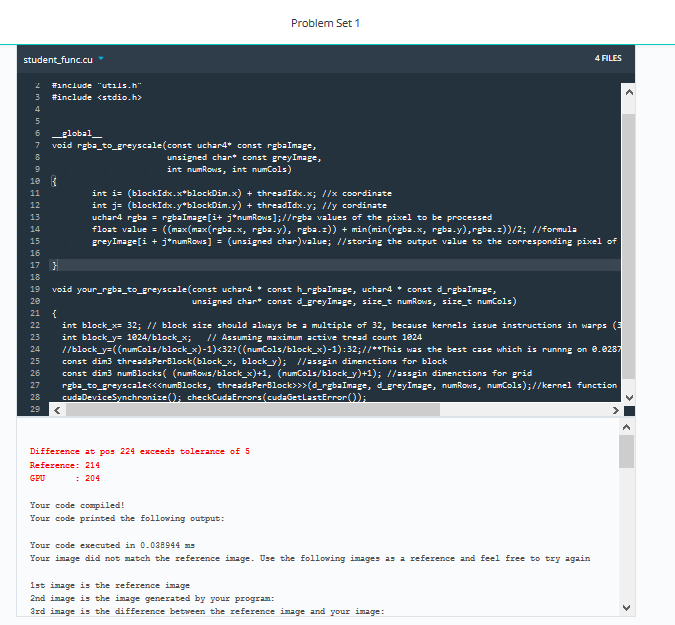 Problem Set 1
student_func.cu
4 FILES
2 #include "utils.h"
3 #include <stdio.h>
4
5
6 __global__
7 void rgba_to_greyscale(const uchar4* const rgbaImage,
8 unsigned char* const greyImage,
9 int numRows, int numCols)
10 {
11 int i= (blockIdx.x*blockDim.x) + threadIdx.x; //x coordinate
12 int j= (blockIdx.y*blockDim.y) + threadIdx.y; //y cordinate
13 uchar4 rgba = rgbaImage[i+ j*numRows];//rgba values of the pixel to be processed
14 float value = ((max(max(rgba.x, rgba.y), rgba.z)) + min(min(rgba.x, rgba.y),rgba.z))/2; //formula
15 greyImage[i + j*numRows] = (unsigned char)value; //storing the output value to the corresponding pixel of
16
17 }
18
19 void your_rgba_to_greyscale(const uchar4 * const h_rgbaImage, uchar4 * const d_rgbaImage,
20 unsigned char* const d_greyImage, size_t numRows, size_t numCols)
21 {
22 int block_x= 32; // block size should always be a multiple of 32, because kernels issue instructions in warps (3
23 int block_y= 1024/block_x; // Assuming maximum active tread count 1024
24 //block_y=((numCols/block_x)-1)<32?((numCols/block_x)-1):32;//**This was the best case which is runnng on 0.0287
25 const dim3 threadsPerBlock(block_x, block_y); //assgin dimenctions for block
26 const dim3 numBlocks( (numRows/block_x)+1, (numCols/block_y)+1); //assgin dimenctions for grid
27 rgba_to_greyscale<<<numBlocks, threadsPerBlock>>>(d_rgbaImage, d_greyImage, numRows, numCols);//kernel function
28 cudaDeviceSynchronize(); checkCudaErrors(cudaGetLastError());
29
Difference at pos 224 exceeds tolerance of 5
Reference: 214
GPU : 204
Your code compiled!
Your code printed the following output:
Your code executed in 0.038944 ms
Your image did not match the reference image. Use the following images as a reference and feel free to try again
1st image is the reference image
2nd image is the image generated by your program:
3rd image is the difference between the reference image and your image: